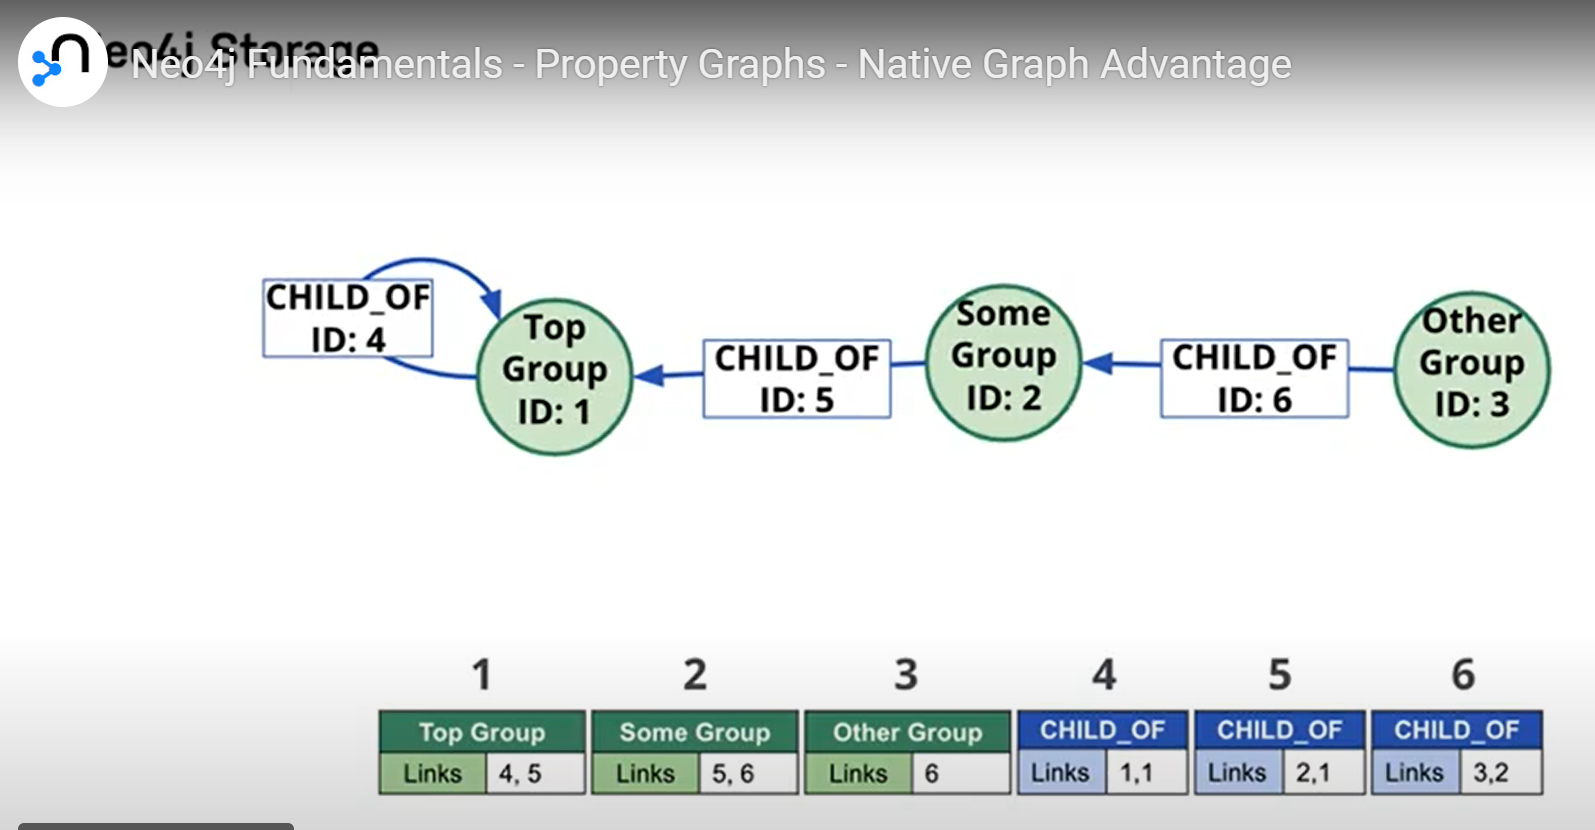 Neo4j Storage
Neo4j Fundamentals - Property Graphs - Native Graph Advantage
CHILD_OF
ID: 4
Top
Group
ID: 1
CHILD_OF
ID: 5
Some
Group
ID: 2
CHILD_OF
ID: 6
Other
Group
ID: 3
1 2 3 4 5 6
Top Group Some Group Other Group CHILD_OF CHILD_OF CHILD_OF
Links 4, 5 Links 5, 6 Links 6 Links 1,1 Links 2,1 Links 3,2